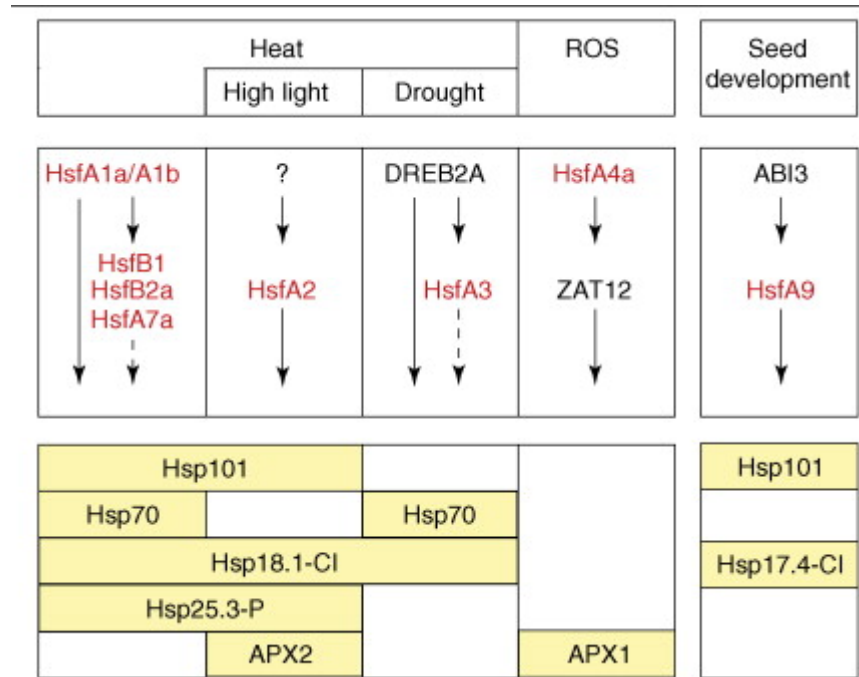 Heat
ROS
Seed
development
High light
Drought
HsfA1a/A1b
?
DREB2A
HsfA4a
ABI3
HsfB1
HsfB2a
HsfA7a
HsfA2
HsfA3
ZAT12
HsfA9
Hsp101
Hsp101
Hsp70
Hsp70
Hsp18.1-CI
Hsp17.4-CI
Hsp25.3-P
APX2
APX1